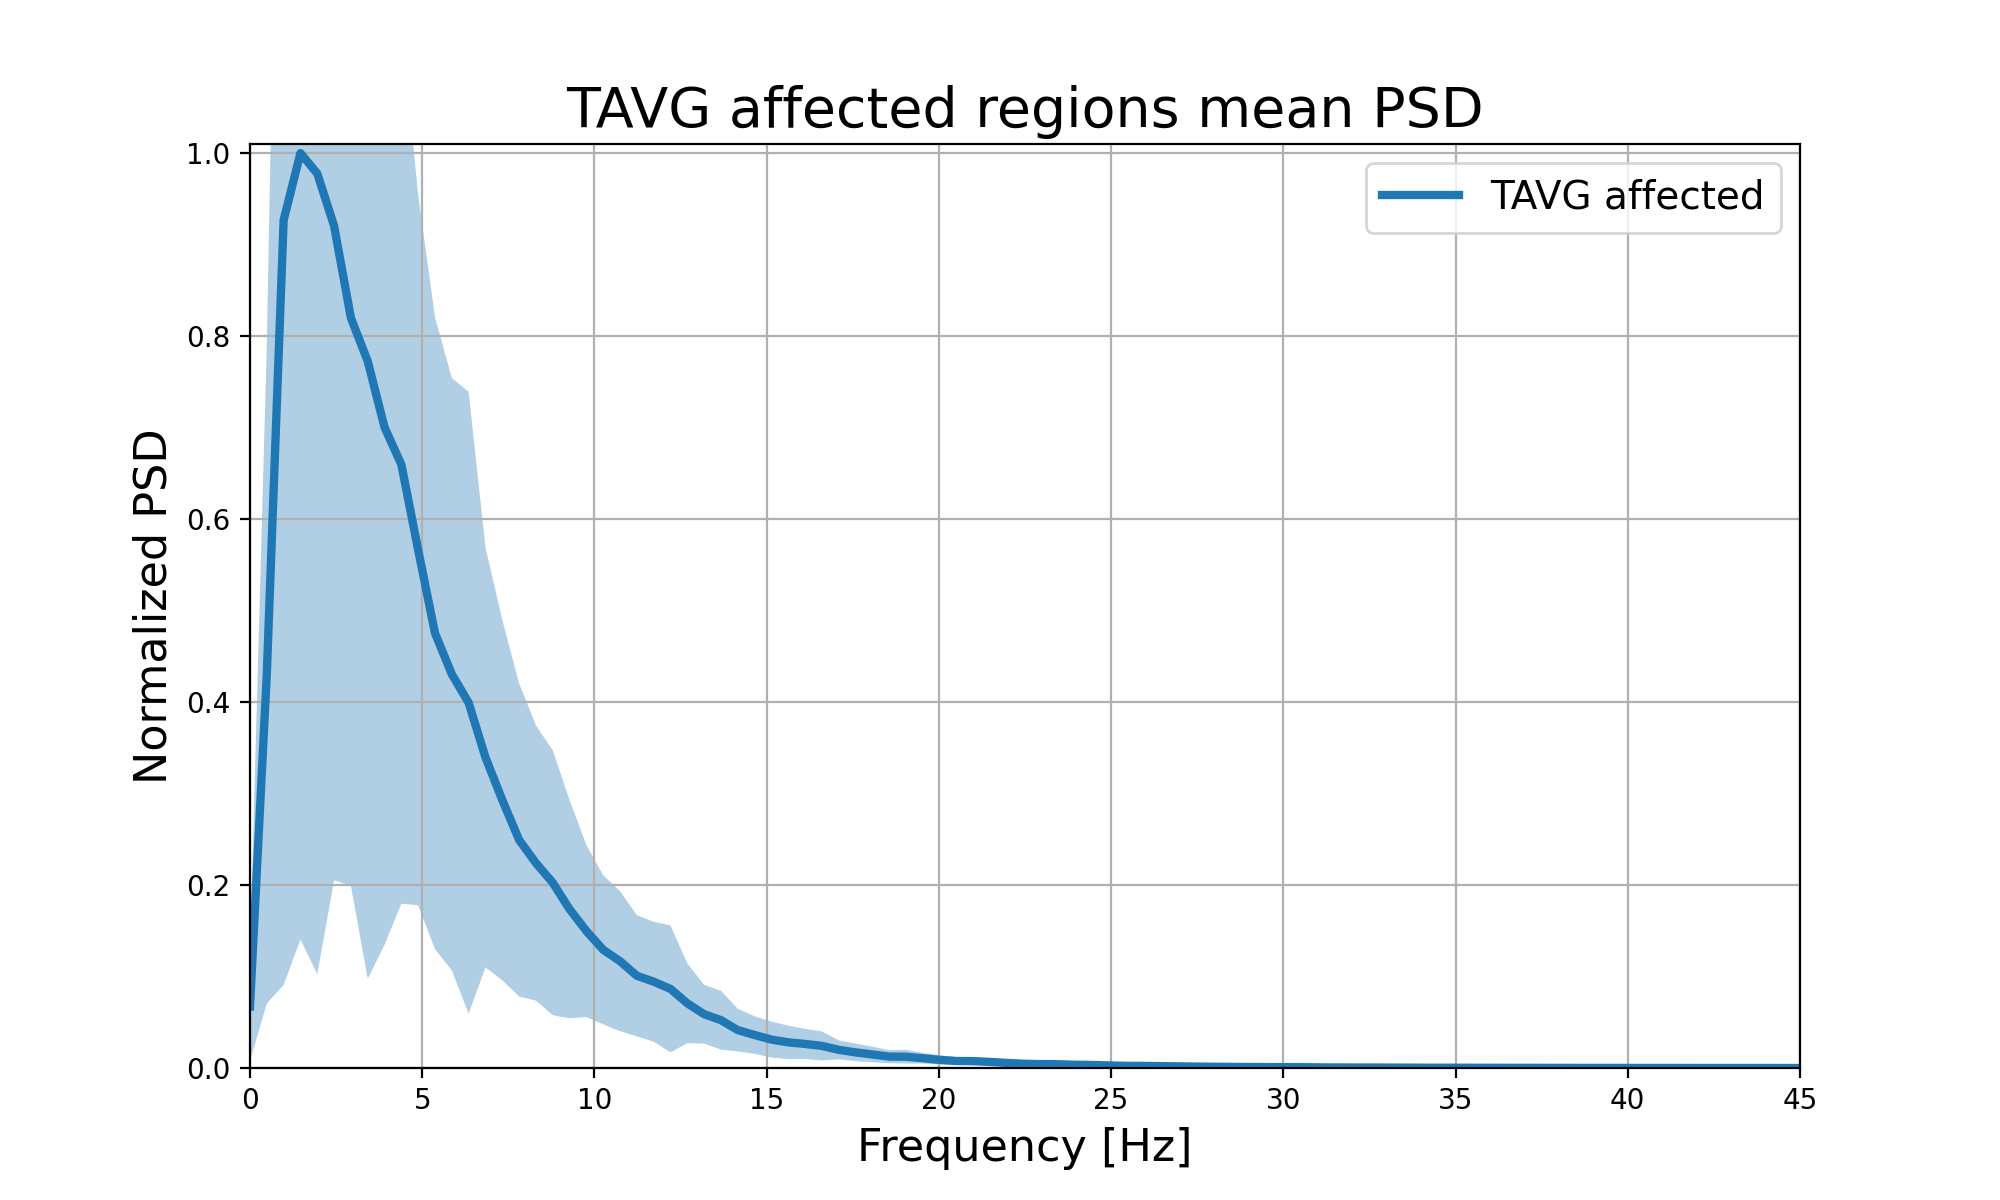 TAVG affected regions mean PSD
TAVG affected
Normalized PSD
1.0
0.8
0.6
0.4
0.2
0.0
0 5 10 15 20 25 30 35 40 45
Frequency [Hz]